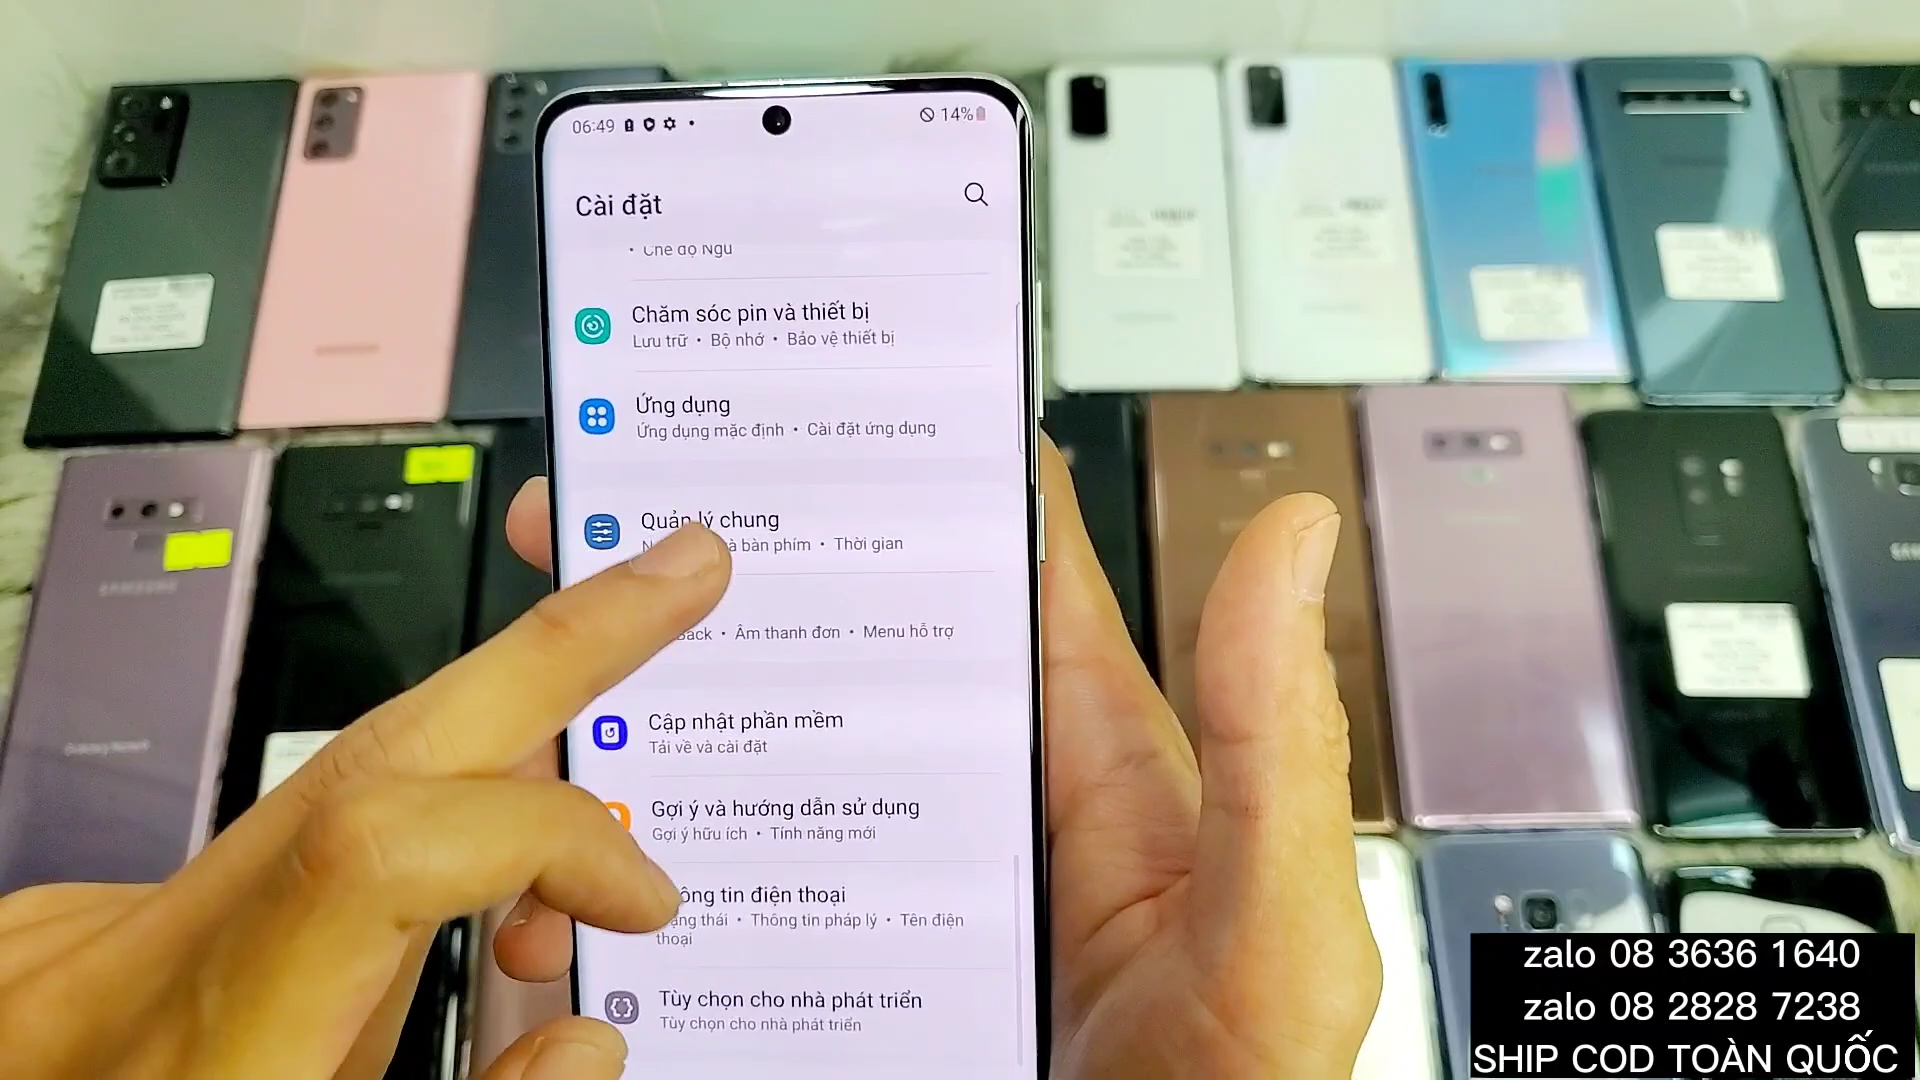 06:49
14%
Cài đặt
• Chế độ Ngủ
Chăm sóc pin và thiết bị
Lưu trữ • Bộ nhớ • Bảo vệ thiết bị
Ứng dụng
Ứng dụng mặc định • Cài đặt ứng dụng
Quản lý chung
bàn phím • Thời gian
Back • Âm thanh đơn • Menu hỗ trợ
Cập nhật phần mềm
Tải về và cài đặt
Gợi ý và hướng dẫn sử dụng
Gợi ý hữu ích • Tính năng mới
ông tin điện thoại
thái • Thông tin pháp lý • Tên điện
thoại
Tùy chọn cho nhà phát triển
Tùy chọn cho nhà phát triển
SAMSUNG
zalo 08 3636 1640
zalo 08 2828 7238
SHIP COD TOÀN QUỐC